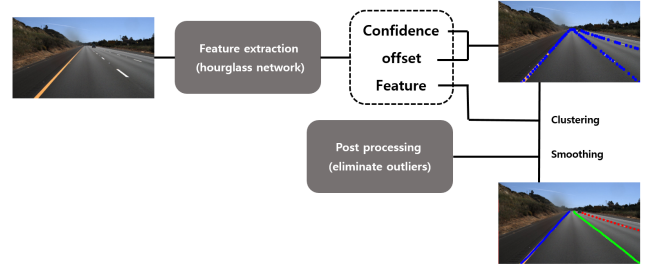 Feature extraction
(hourglass network)
Confidence
offset
Feature
Clustering
Post processing
(eliminate outliers)
Smoothing